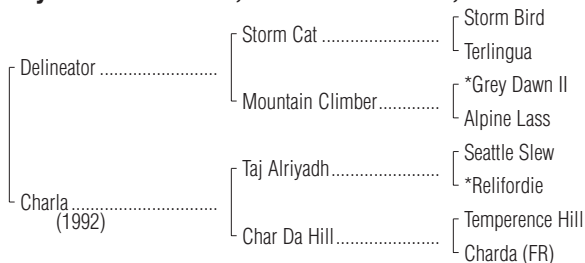 Storm Bird
Storm Cat ......................
Terlingua
Delineator ......................
*Grey Dawn II
Mountain Climber............
Alpine Lass
Seattle Slew
Taj Alriyadh.....................
*Relifordie
Charla...........................
(1992)
Temperence Hill
Char Da Hill....................
Charda (FR)